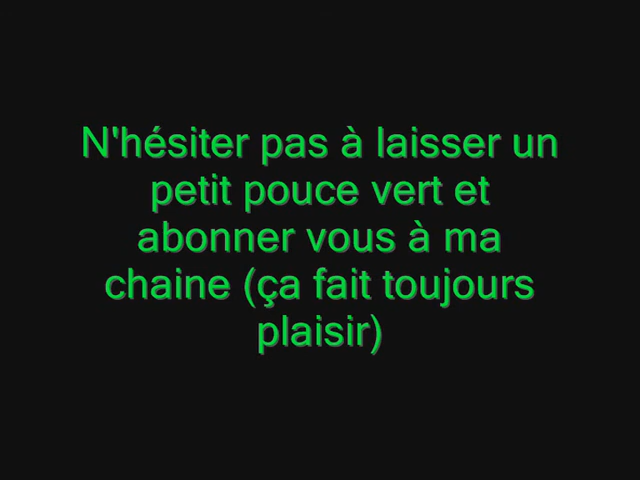 N'hésiter pas à laisser un
petit pouce vert et
abonner vous à ma
chaine (ça fait toujours
plaisir)